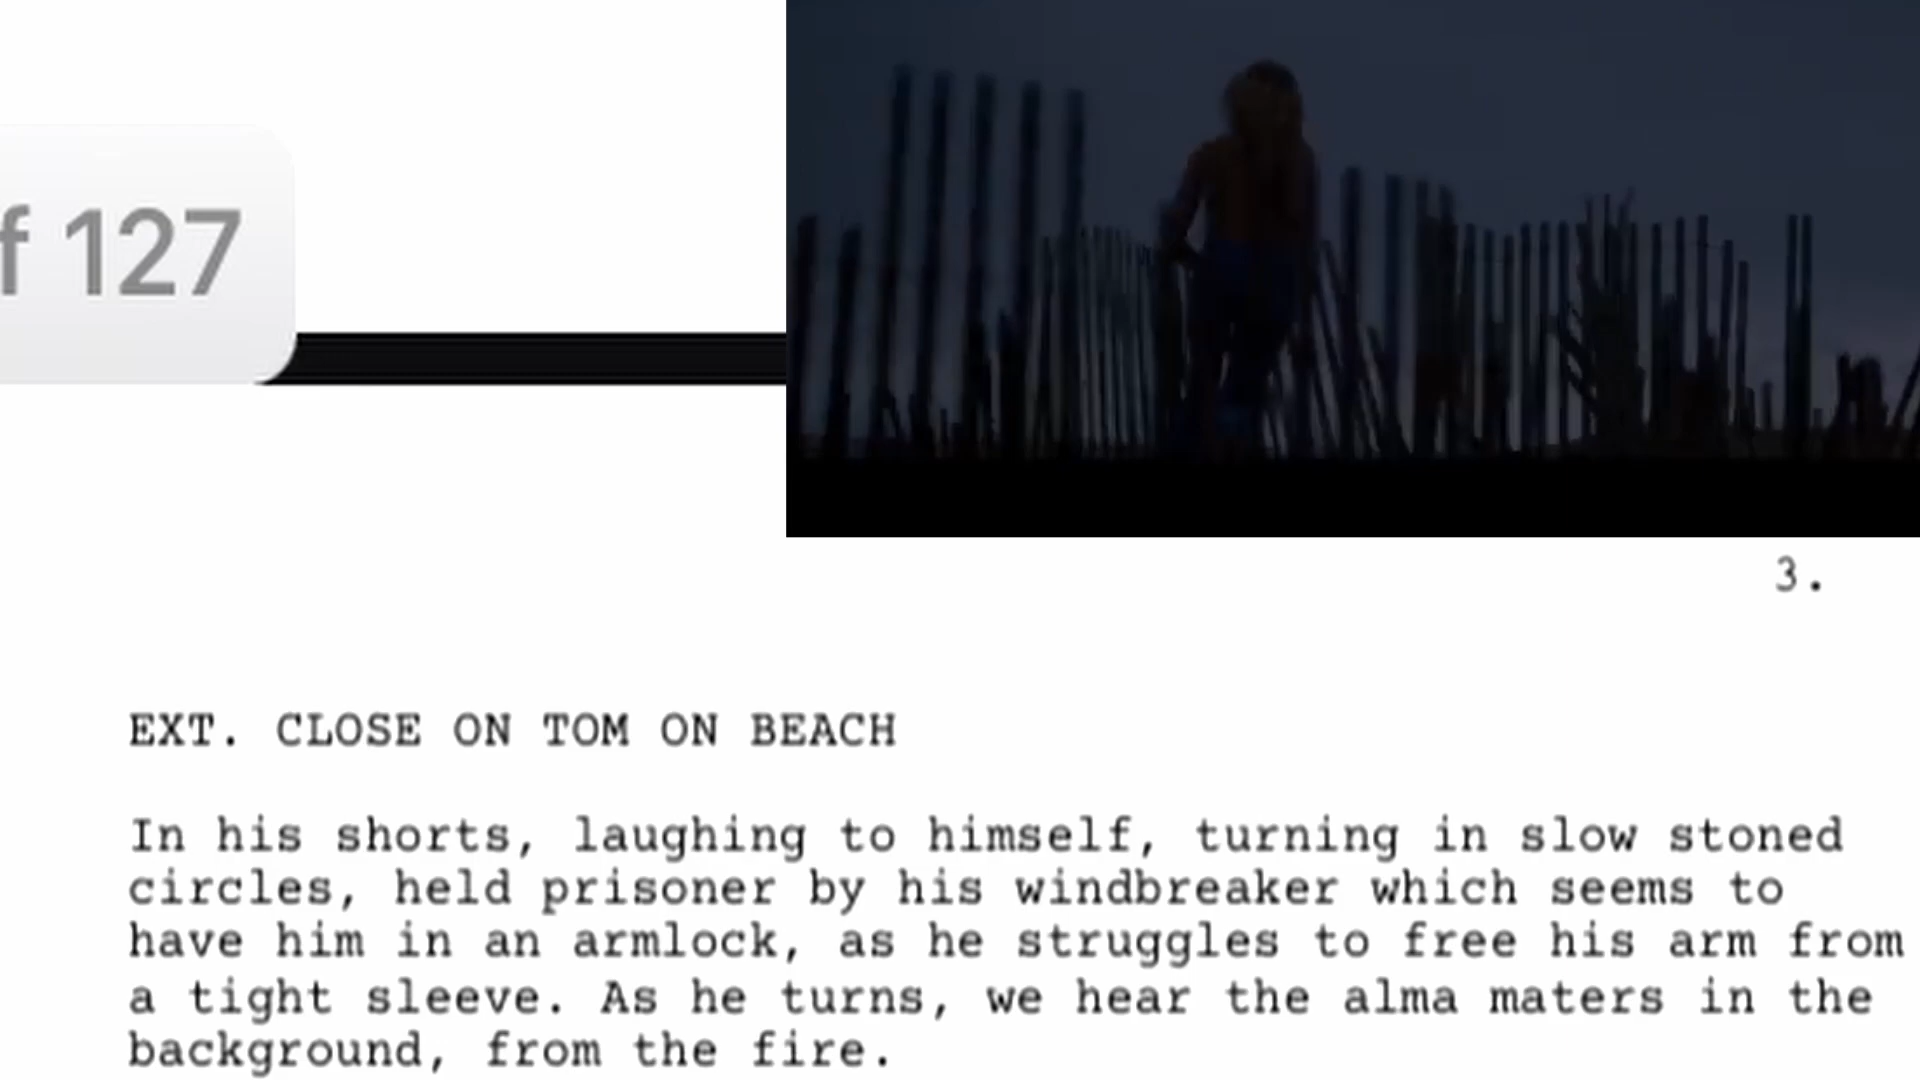 f 127
3.
EXT. CLOSE ON TOM ON BEACH
In his shorts, laughing to himself, turning in slow stoned
circles, held prisoner by his windbreaker which seems to
have him in an armlock, as he struggles to free his arm from
a tight sleeve. As he turns, we hear the alma maters in the
background, from the fire.